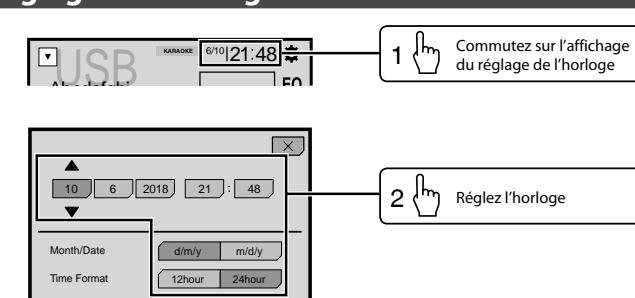 KARAOKE 6/10 21:48
USB
EQ
1 Commutez sur l'affichage
du réglage de l'horloge
10 6 2018 21 : 48
2 Réglez l'horloge
Month/Date d/m/y m/d/y
Time Format 12hour 24hour